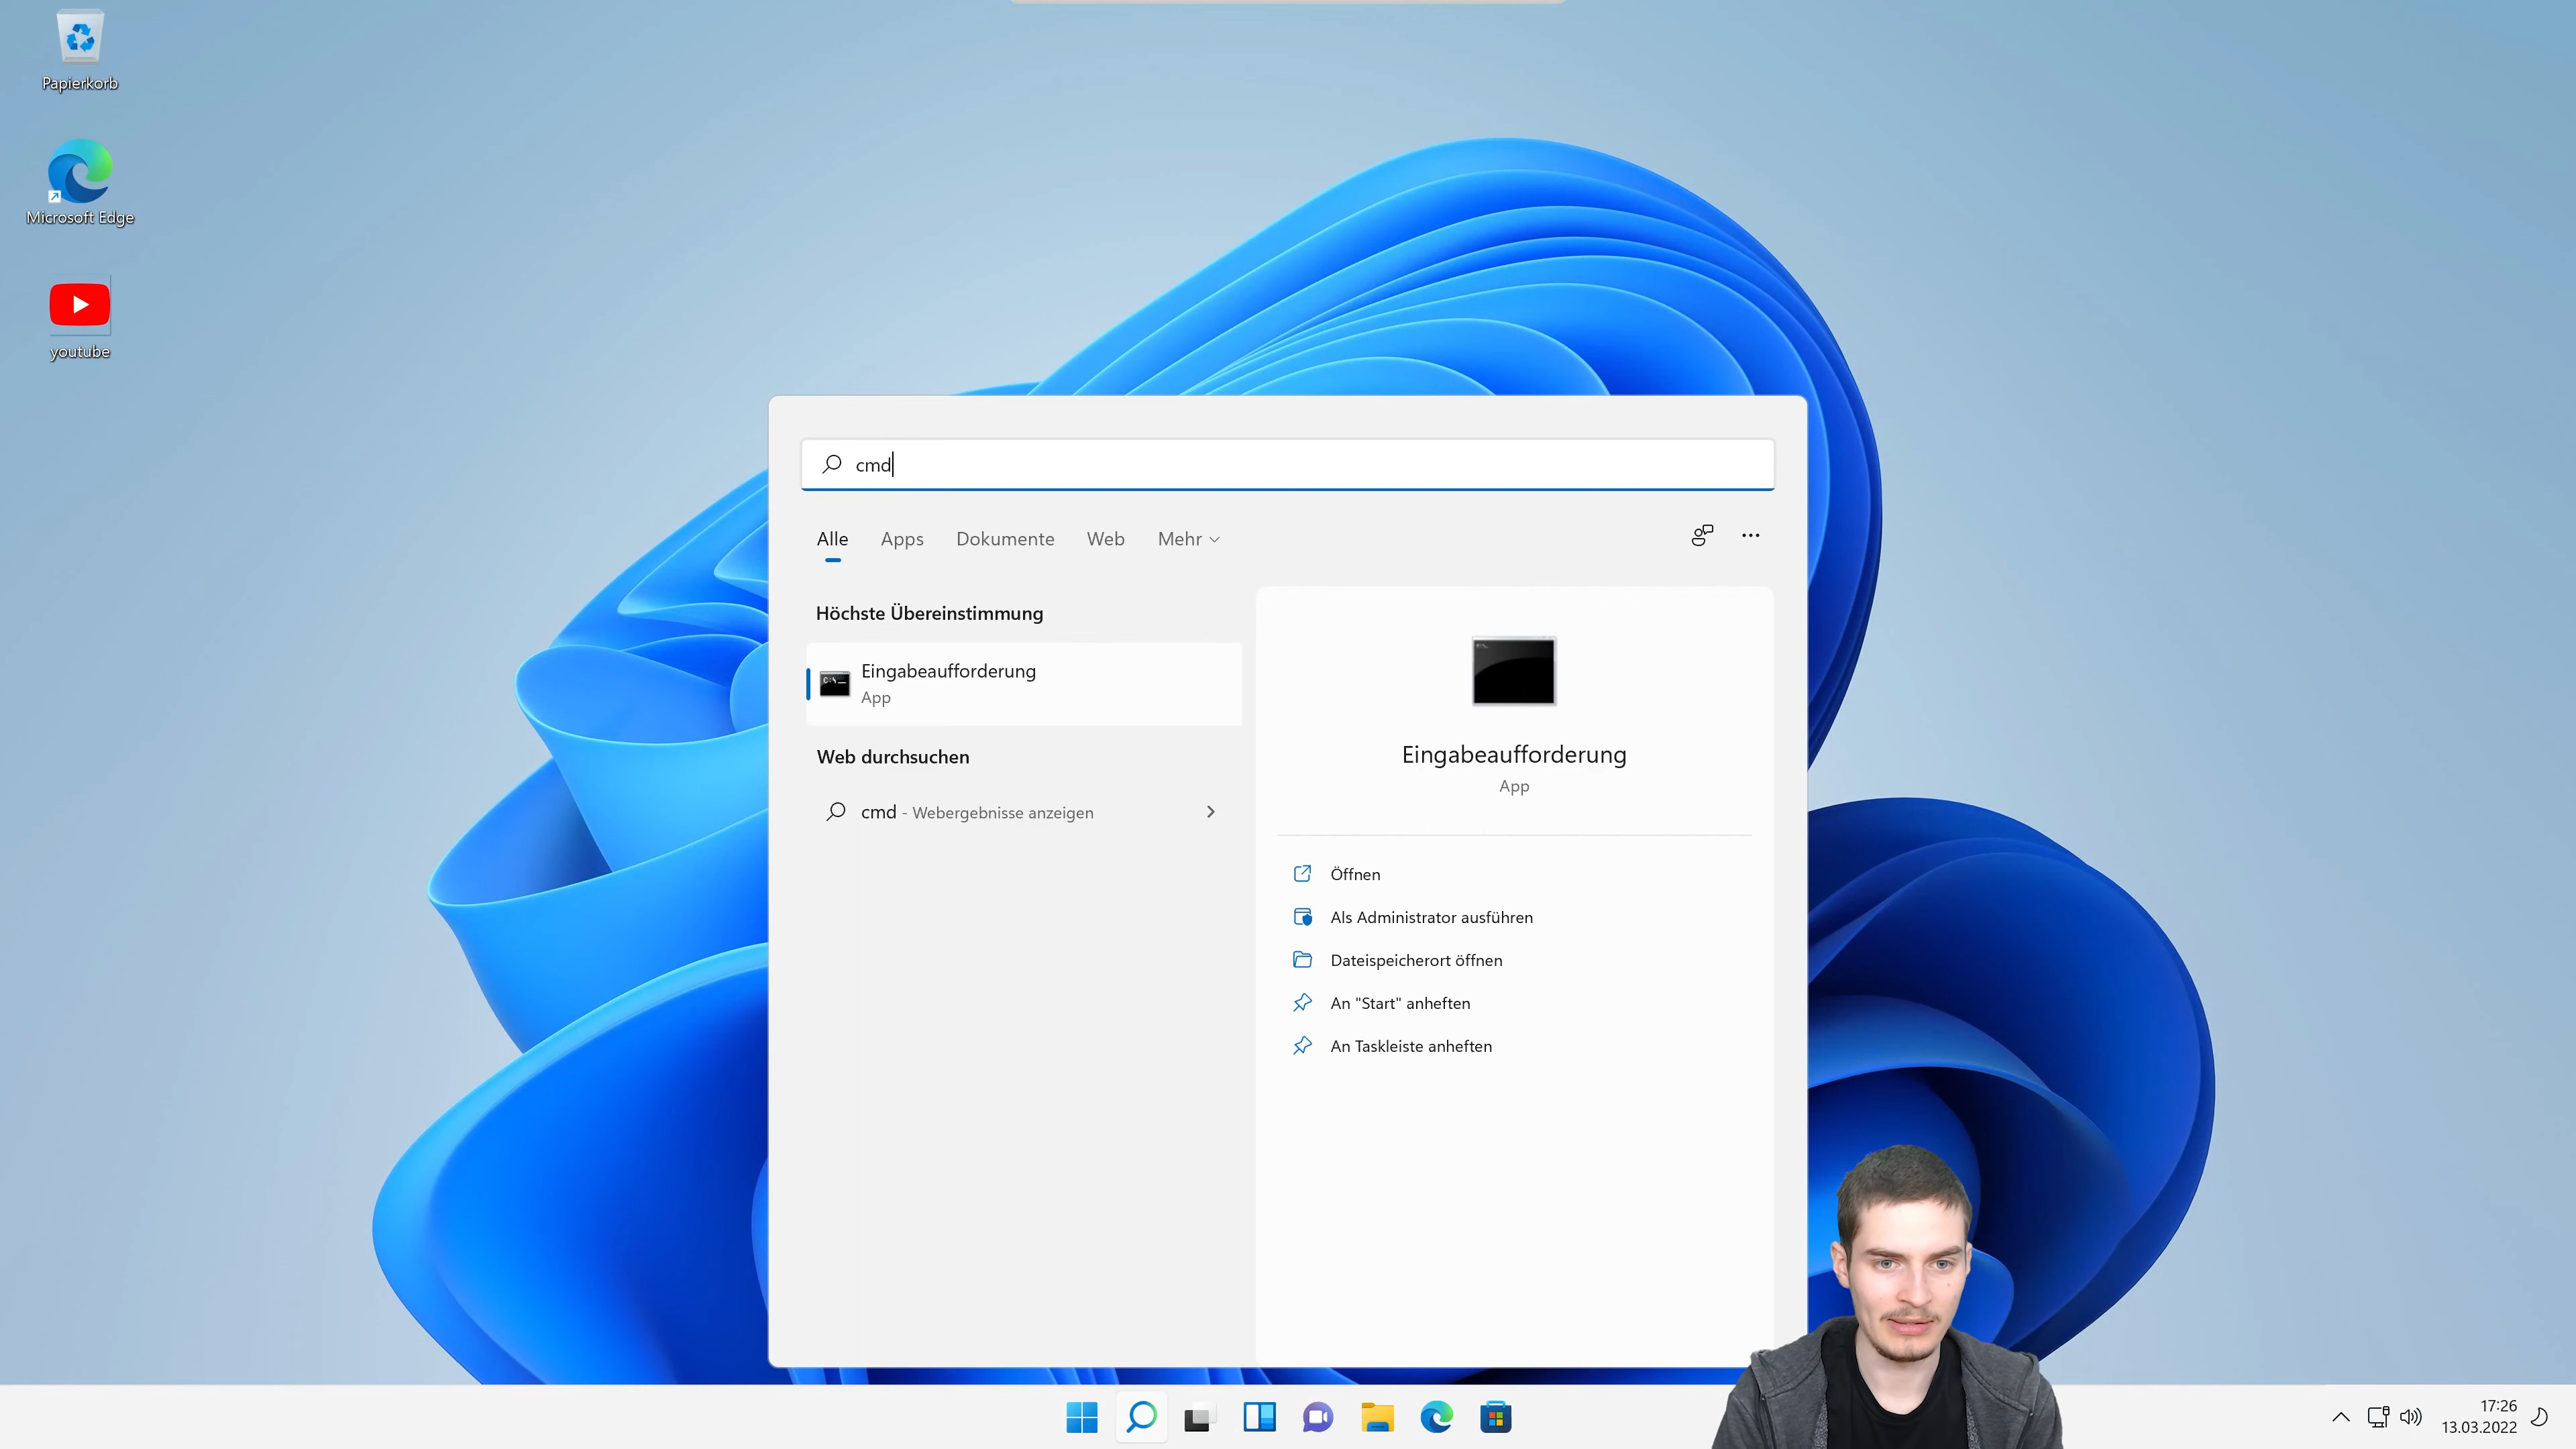 Papierkorb
Microsoft Edge
youtube
cmd
Alle Apps Dokumente Web Mehr
Höchste Übereinstimmung
Eingabeaufforderung
App
Web durchsuchen
cmd - Webergebnisse anzeigen
Eingabeaufforderung
App
Öffnen
Als Administrator ausführen
Dateispeicherort öffnen
An "Start" anheften
An Taskleiste anheften
17:26
13.03.2022